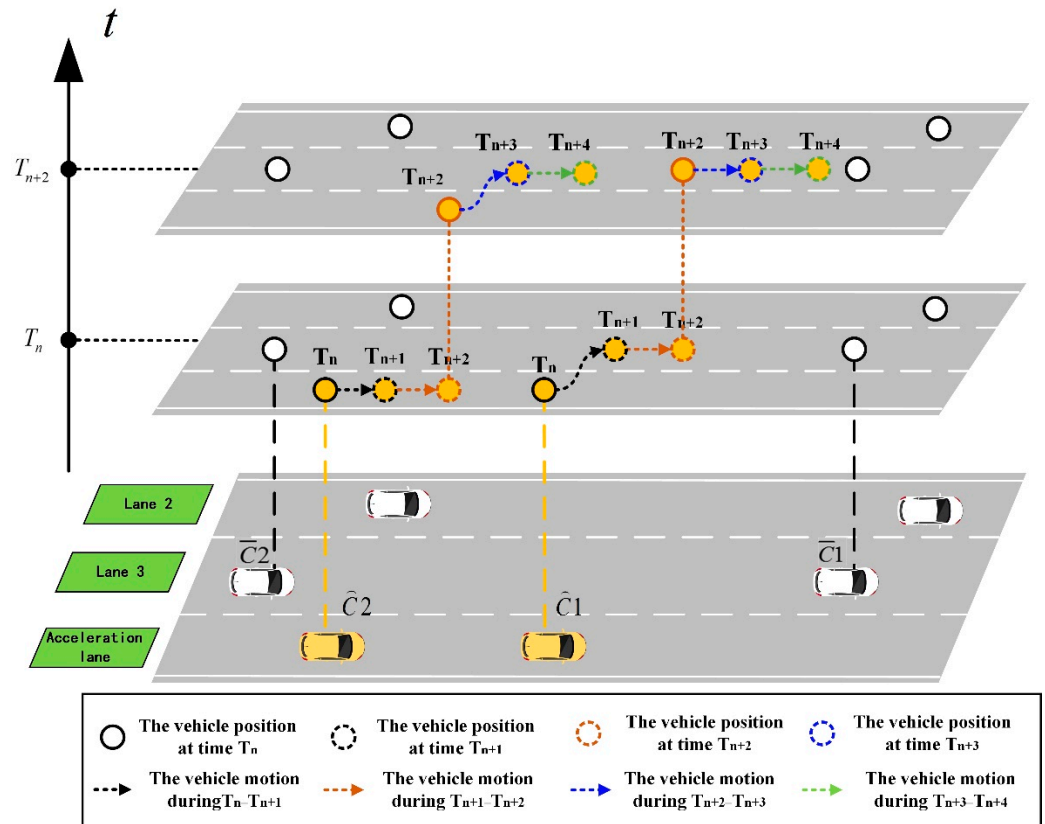 t
Tn+2
Tn+3
Tn+4
Tn+2
Tn+3
Tn+4
Tn+2
Tn
Tn
Tn+1
Tn+2
Tn
Tn+1
Tn+2
Lane 2
Lane 3
Acceleration
lane
C̅2
C̅1
Ĉ2
Ĉ1
The vehicle position
at time Tn
The vehicle position
at time Tn+1
The vehicle position
at time Tn+2
The vehicle position
at time Tn+3
The vehicle motion
duringTn–Tn+1
The vehicle motion
during Tn+1–Tn+2
The vehicle motion
during Tn+2–Tn+3
The vehicle motion
during Tn+3–Tn+4